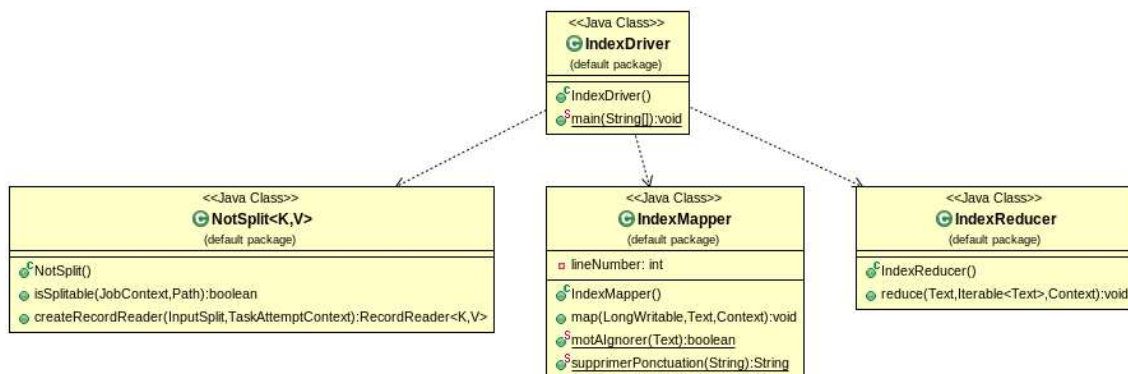 <<Java Class>>
IndexDriver
(default package)
IndexDriver()
main(String[]):void
<<Java Class>>
NotSplit<K,V>
(default package)
NotSplit()
isSplitable(JobContext,Path):boolean
createRecordReader(InputSplit,TaskAttemptContext):RecordReader<K,V>
<<Java Class>>
IndexMapper
(default package)
lineNumber: int
IndexMapper()
map(LongWritable,Text,Context):void
motAIgnorer(Text):boolean
supprimerPonctuation(String):String
<<Java Class>>
IndexReducer
(default package)
IndexReducer()
reduce(Text,Iterable<Text>,Context):void